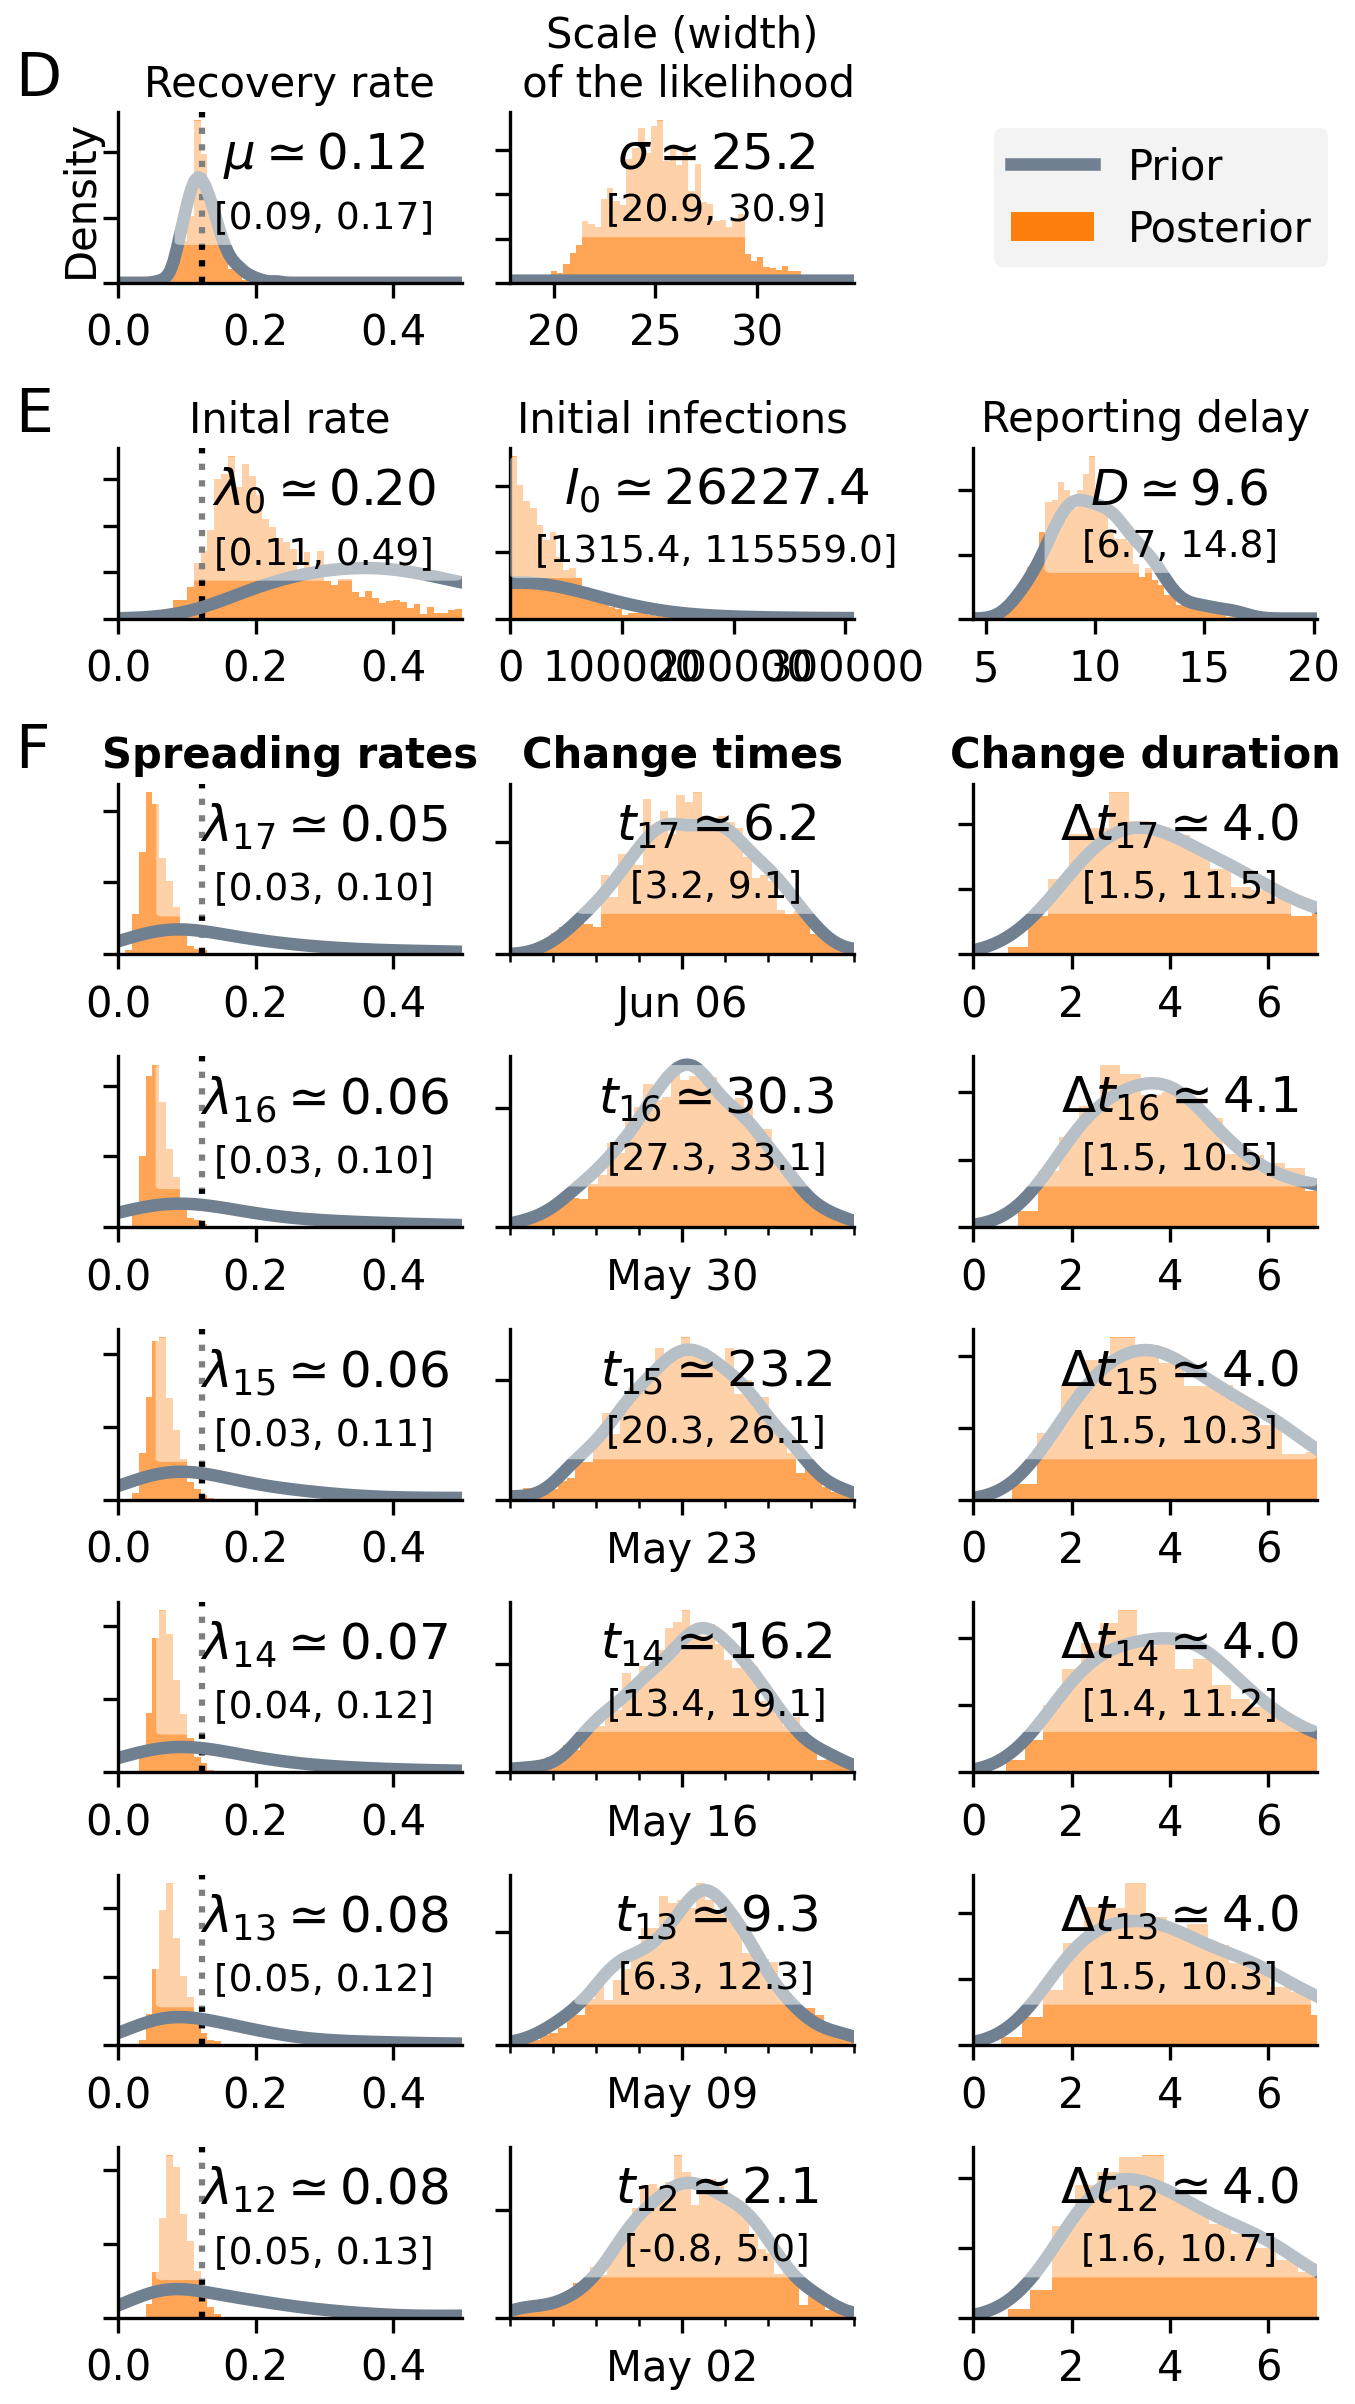 D
Recovery rate
Scale (width)
of the likelihood
Density
μ ≃ 0.12
[0.09, 0.17]
0.0 0.2 0.4
σ ≃ 25.2
[20.9, 30.9]
20 25 30
Prior
Posterior
E
Inital rate
λ0 ≃ 0.20
[0.11, 0.49]
0.0 0.2 0.4
Initial infections
I0 ≃ 26227.4
[1315.4, 115559.0]
0 100000 200000 300000
Reporting delay
D ≃ 9.6
[6.7, 14.8]
5 10 15 20
F
Spreading rates
Change times
Change duration
λ17 ≃ 0.05
[0.03, 0.10]
0.0 0.2 0.4
t17 ≃ 6.2
[3.2, 9.1]
Jun 06
Δt17 ≃ 4.0
[1.5, 11.5]
0 2 4 6
λ16 ≃ 0.06
[0.03, 0.10]
0.0 0.2 0.4
t16 ≃ 30.3
[27.3, 33.1]
May 30
Δt16 ≃ 4.1
[1.5, 10.5]
0 2 4 6
λ15 ≃ 0.06
[0.03, 0.11]
0.0 0.2 0.4
t15 ≃ 23.2
[20.3, 26.1]
May 23
Δt15 ≃ 4.0
[1.5, 10.3]
0 2 4 6
λ14 ≃ 0.07
[0.04, 0.12]
0.0 0.2 0.4
t14 ≃ 16.2
[13.4, 19.1]
May 16
Δt14 ≃ 4.0
[1.4, 11.2]
0 2 4 6
λ13 ≃ 0.08
[0.05, 0.12]
0.0 0.2 0.4
t13 ≃ 9.3
[6.3, 12.3]
May 09
Δt13 ≃ 4.0
[1.5, 10.3]
0 2 4 6
λ12 ≃ 0.08
[0.05, 0.13]
0.0 0.2 0.4
t12 ≃ 2.1
[-0.8, 5.0]
May 02
Δt12 ≃ 4.0
[1.6, 10.7]
0 2 4 6